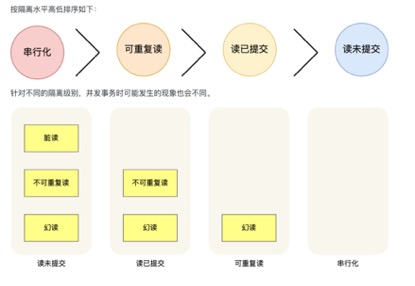 按隔离水平高低排序如下：
串行化
可重复读
读已提交
读未提交
针对不同的隔离级别，并发事务时可能发生的现象也会不同。
脏读
不可重复读
不可重复读
幻读
幻读
幻读
读未提交
读已提交
可重复读
串行化